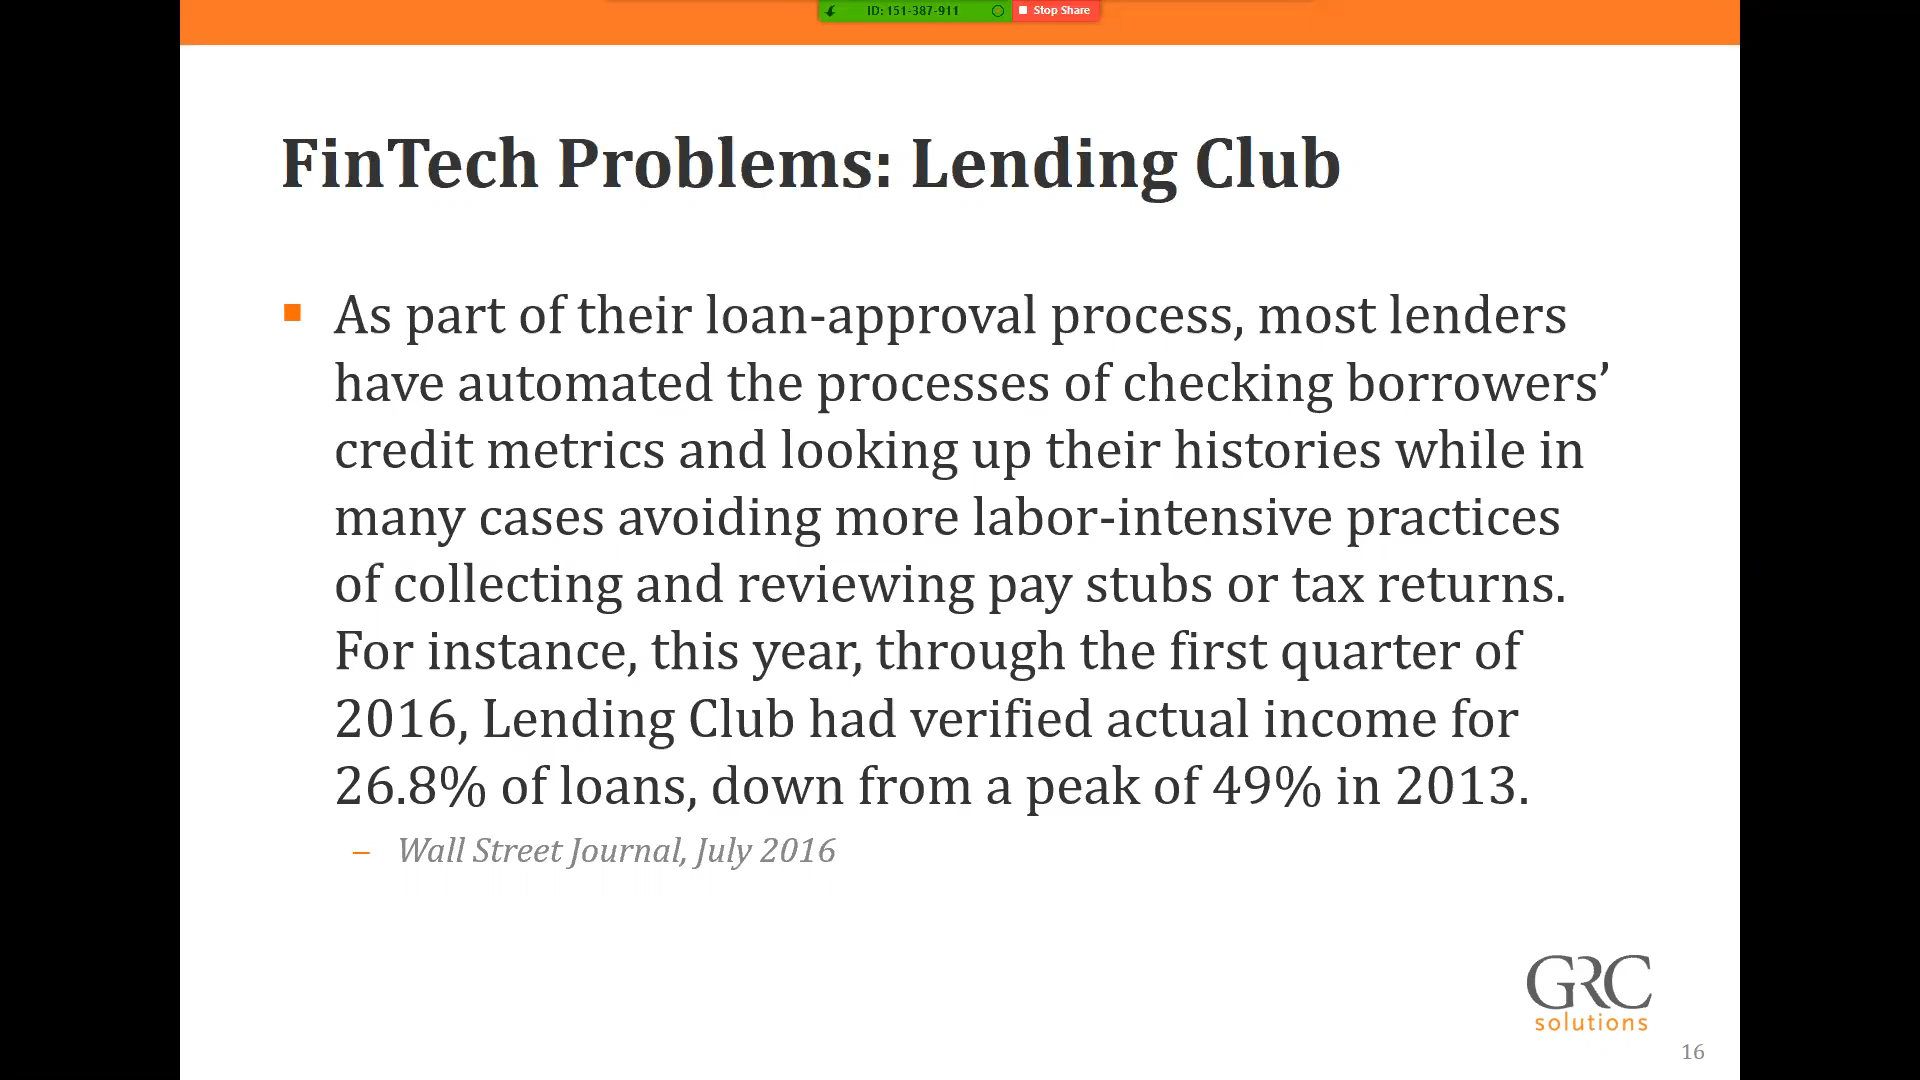 ID: 151-387-911 Stop Share
FinTech Problems: Lending Club
As part of their loan-approval process, most lenders
have automated the processes of checking borrowers’
credit metrics and looking up their histories while in
many cases avoiding more labor-intensive practices
of collecting and reviewing pay stubs or tax returns.
For instance, this year, through the first quarter of
2016, Lending Club had verified actual income for
26.8% of loans, down from a peak of 49% in 2013.
– Wall Street Journal, July 2016
GRC
solutions
16